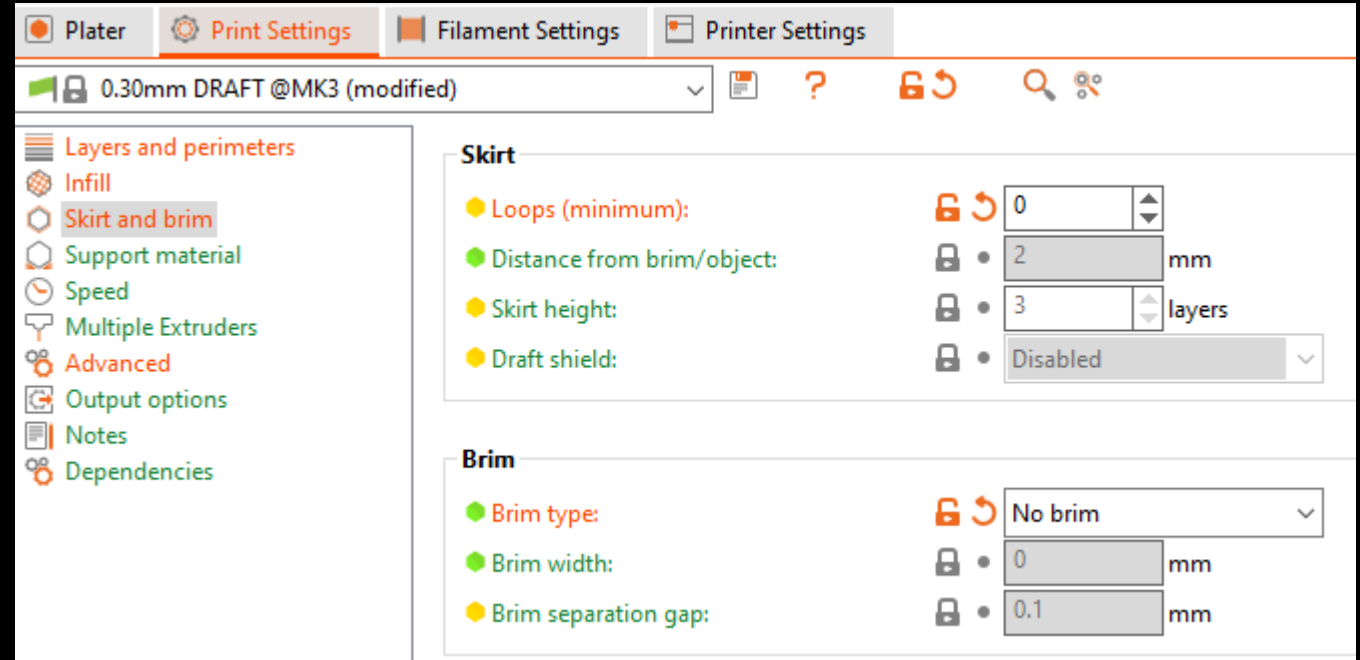 Plater Print Settings Filament Settings Printer Settings
0.30mm DRAFT @MK3 (modified) ?
Layers and perimeters
Infill
Skirt and brim
Support material
Speed
Multiple Extruders
Advanced
Output options
Notes
Dependencies
Skirt
Loops (minimum): 0
Distance from brim/object: 2 mm
Skirt height: 3 layers
Draft shield: Disabled
Brim
Brim type: No brim
Brim width: 0 mm
Brim separation gap: 0.1 mm